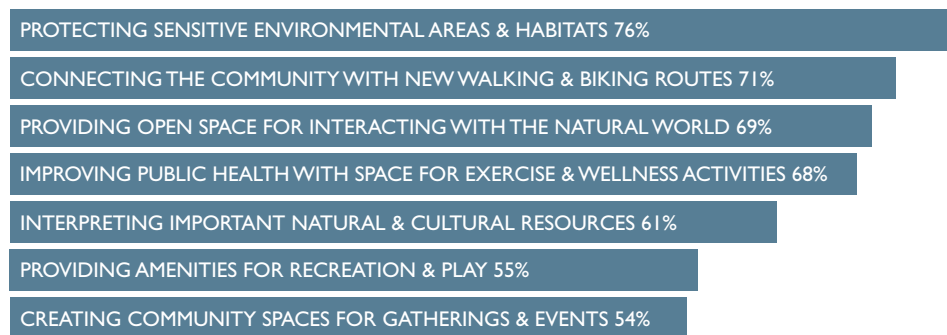 PROTECTING SENSITIVE ENVIRONMENTAL AREAS & HABITATS 76%
CONNECTING THE COMMUNITY WITH NEW WALKING & BIKING ROUTES 71%
PROVIDING OPEN SPACE FOR INTERACTING WITH THE NATURAL WORLD 69%
IMPROVING PUBLIC HEALTH WITH SPACE FOR EXERCISE & WELLNESS ACTIVITIES 68%
INTERPRETING IMPORTANT NATURAL & CULTURAL RESOURCES 61%
PROVIDING AMENITIES FOR RECREATION & PLAY 55%
CREATING COMMUNITY SPACES FOR GATHERINGS & EVENTS 54%